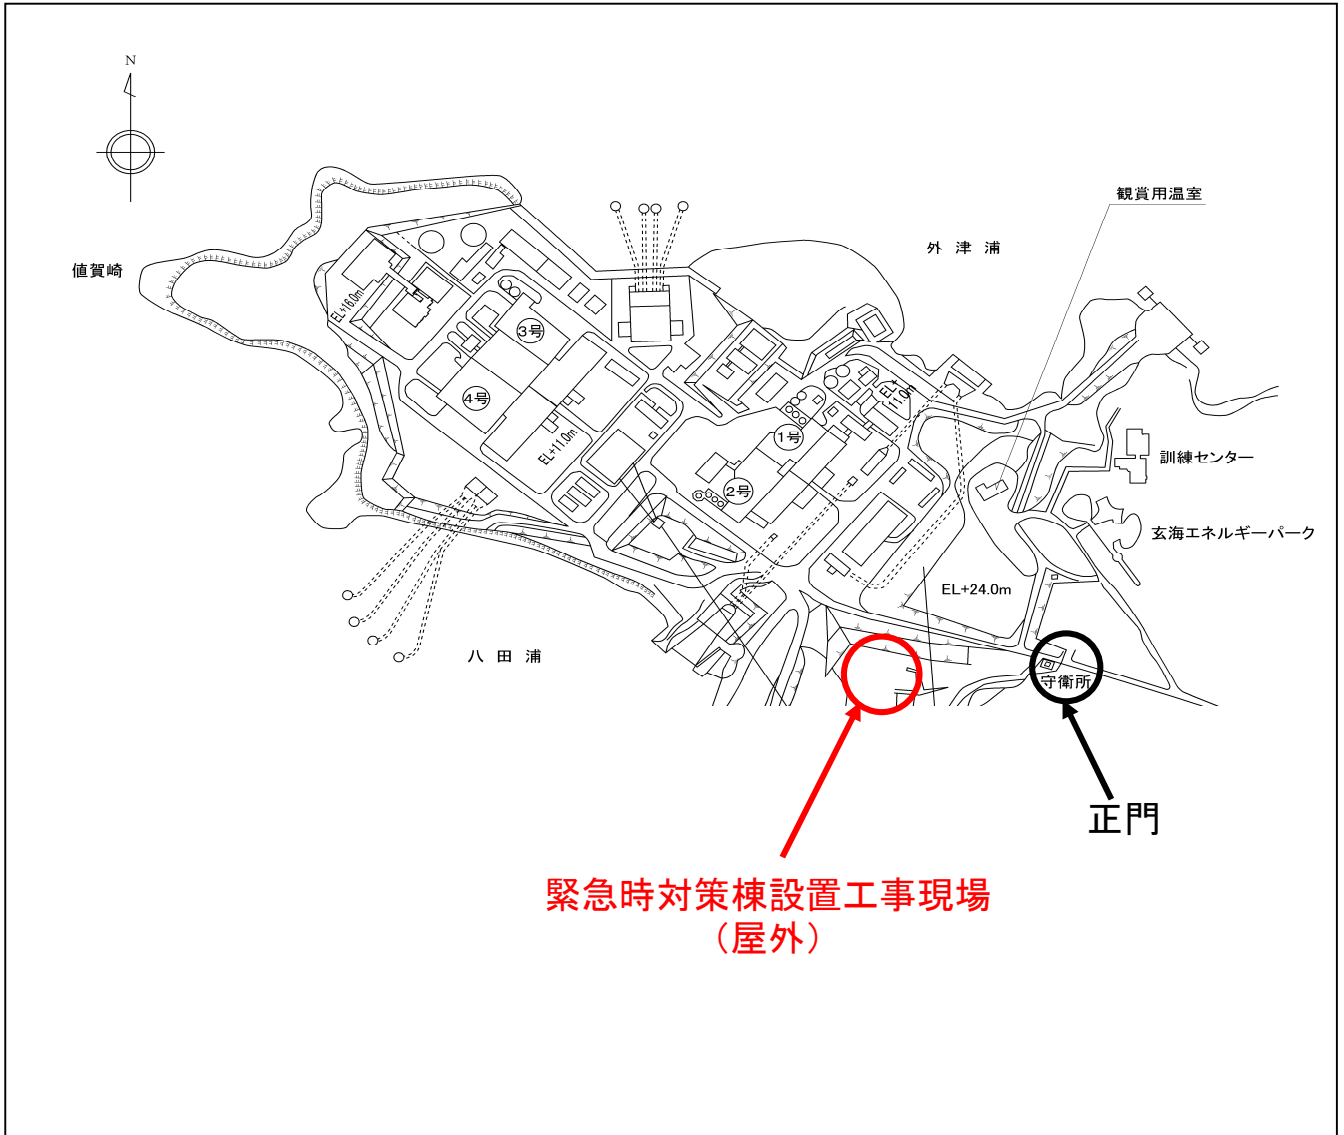 N
観賞用温室
外津浦
値賀崎
EL+16.0m
3号
4号
EL+11.0m
EL+11.0m
1号
2号
訓練センター
玄海エネルギーパーク
EL+24.0m
八田浦
守衛所
正門
緊急時対策棟設置工事現場
（屋外）